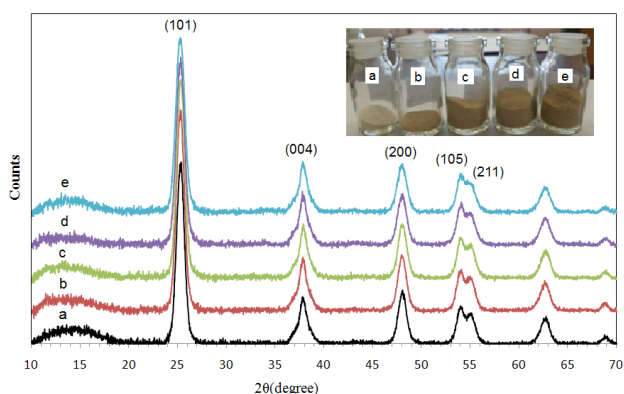 (101)
a b c d e
(004)
(200)
(105)
(211)
Counts
e
d
c
b
a
10 15 20 25 30 35 40 45 50 55 60 65 70
2θ(degree)